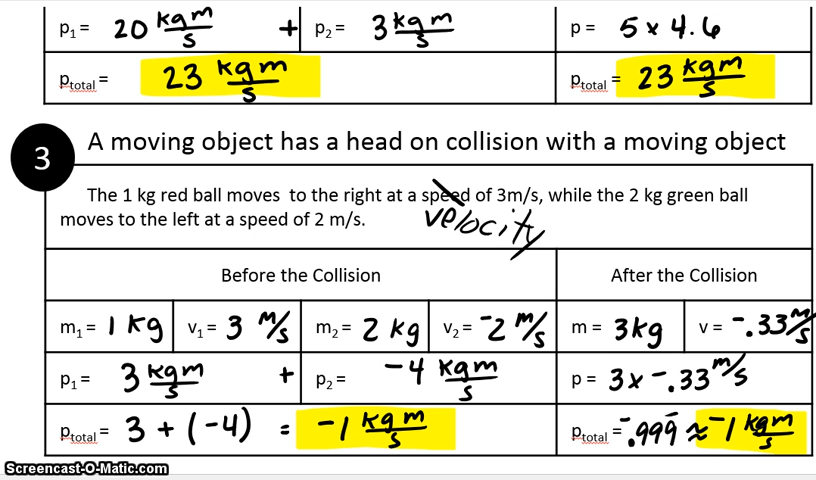 p1 = 20 kgm/s + p2 = 3 kgm/s p = 5 x 4.6
ptotal = 23 kgm/s ptotal = 23 kgm/s
3 A moving object has a head on collision with a moving object
The 1 kg red ball moves to the right at a speed of 3m/s, while the 2 kg green ball
moves to the left at a speed of 2 m/s. velocity
Before the Collision After the Collision
m1 = 1 kg v1 = 3 m/s m2 = 2 kg v2 = -2 m/s m = 3kg v = -.33 m/s
p1 = 3 kgm/s + p2 = -4 kgm/s p = 3 x -.33 m/s
ptotal = 3 + (-4) = -1 kgm/s ptotal = -.999 ≈ -1 kgm/s
Screencast-O-Matic.com